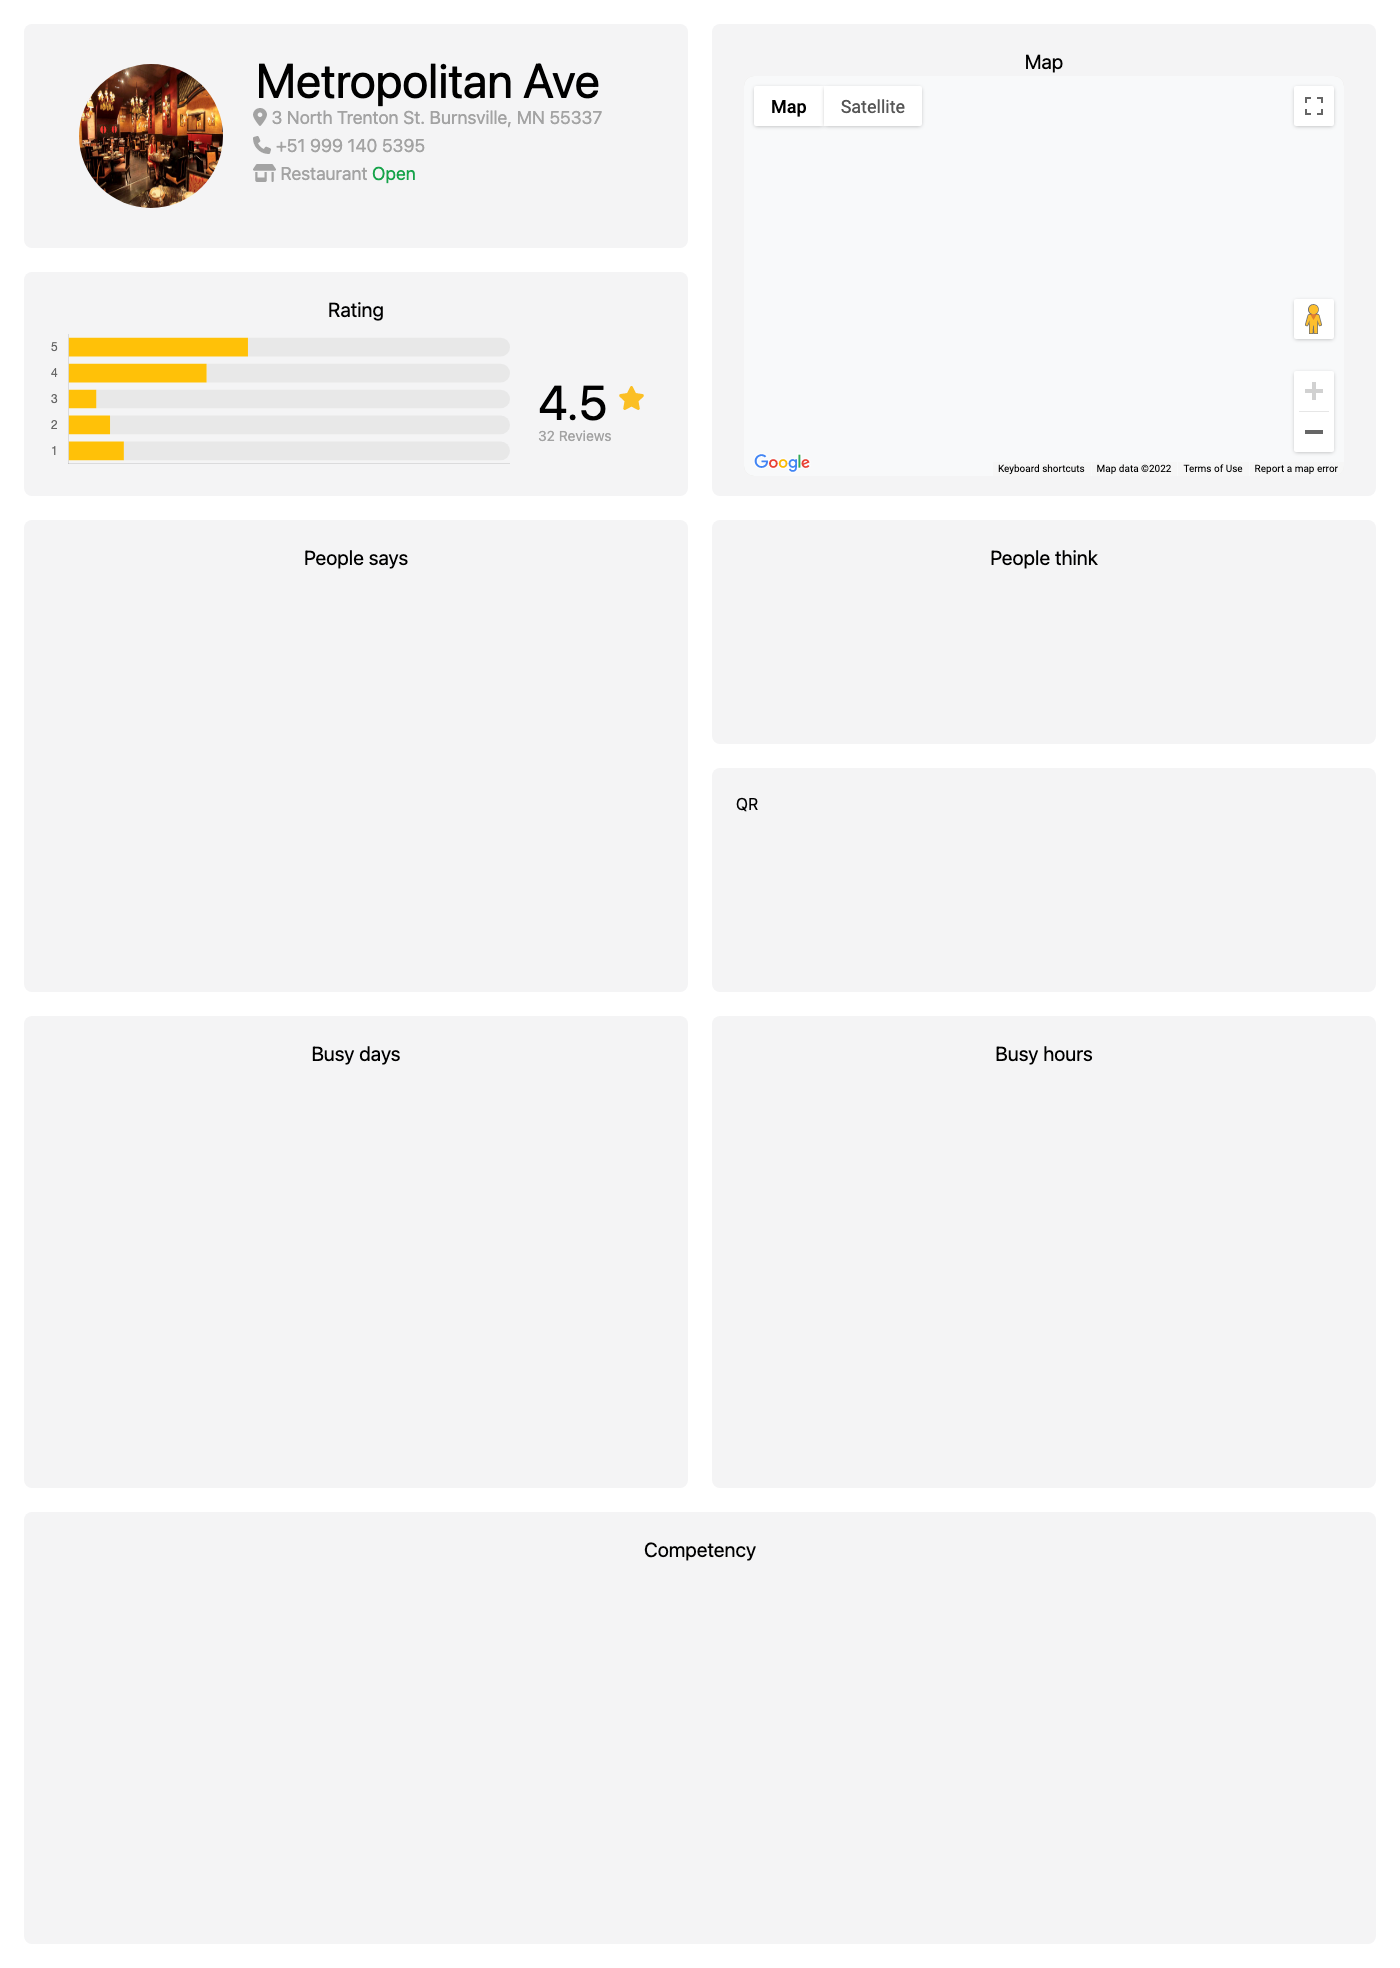 Metropolitan Ave
3 North Trenton St. Burnsville, MN 55337
+51 999 140 5395
Restaurant Open
Map
Map Satellite
Google
Keyboard shortcuts Map data ©2022 Terms of Use Report a map error
Rating
5
4
3
2
1
4.5
32 Reviews
People says
People think
QR
Busy days
Busy hours
Competency